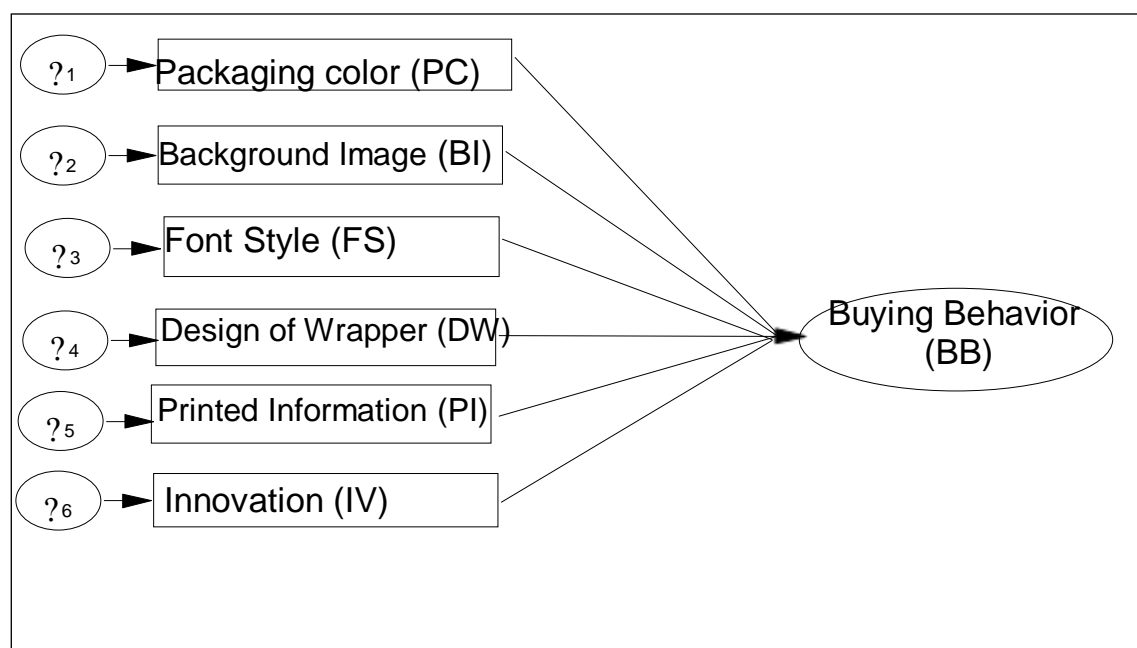 ?1
Packaging color (PC)
?2
Background Image (BI)
?3
Font Style (FS)
?4
Design of Wrapper (DW)
?5
Printed Information (PI)
?6
Innovation (IV)
Buying Behavior
(BB)